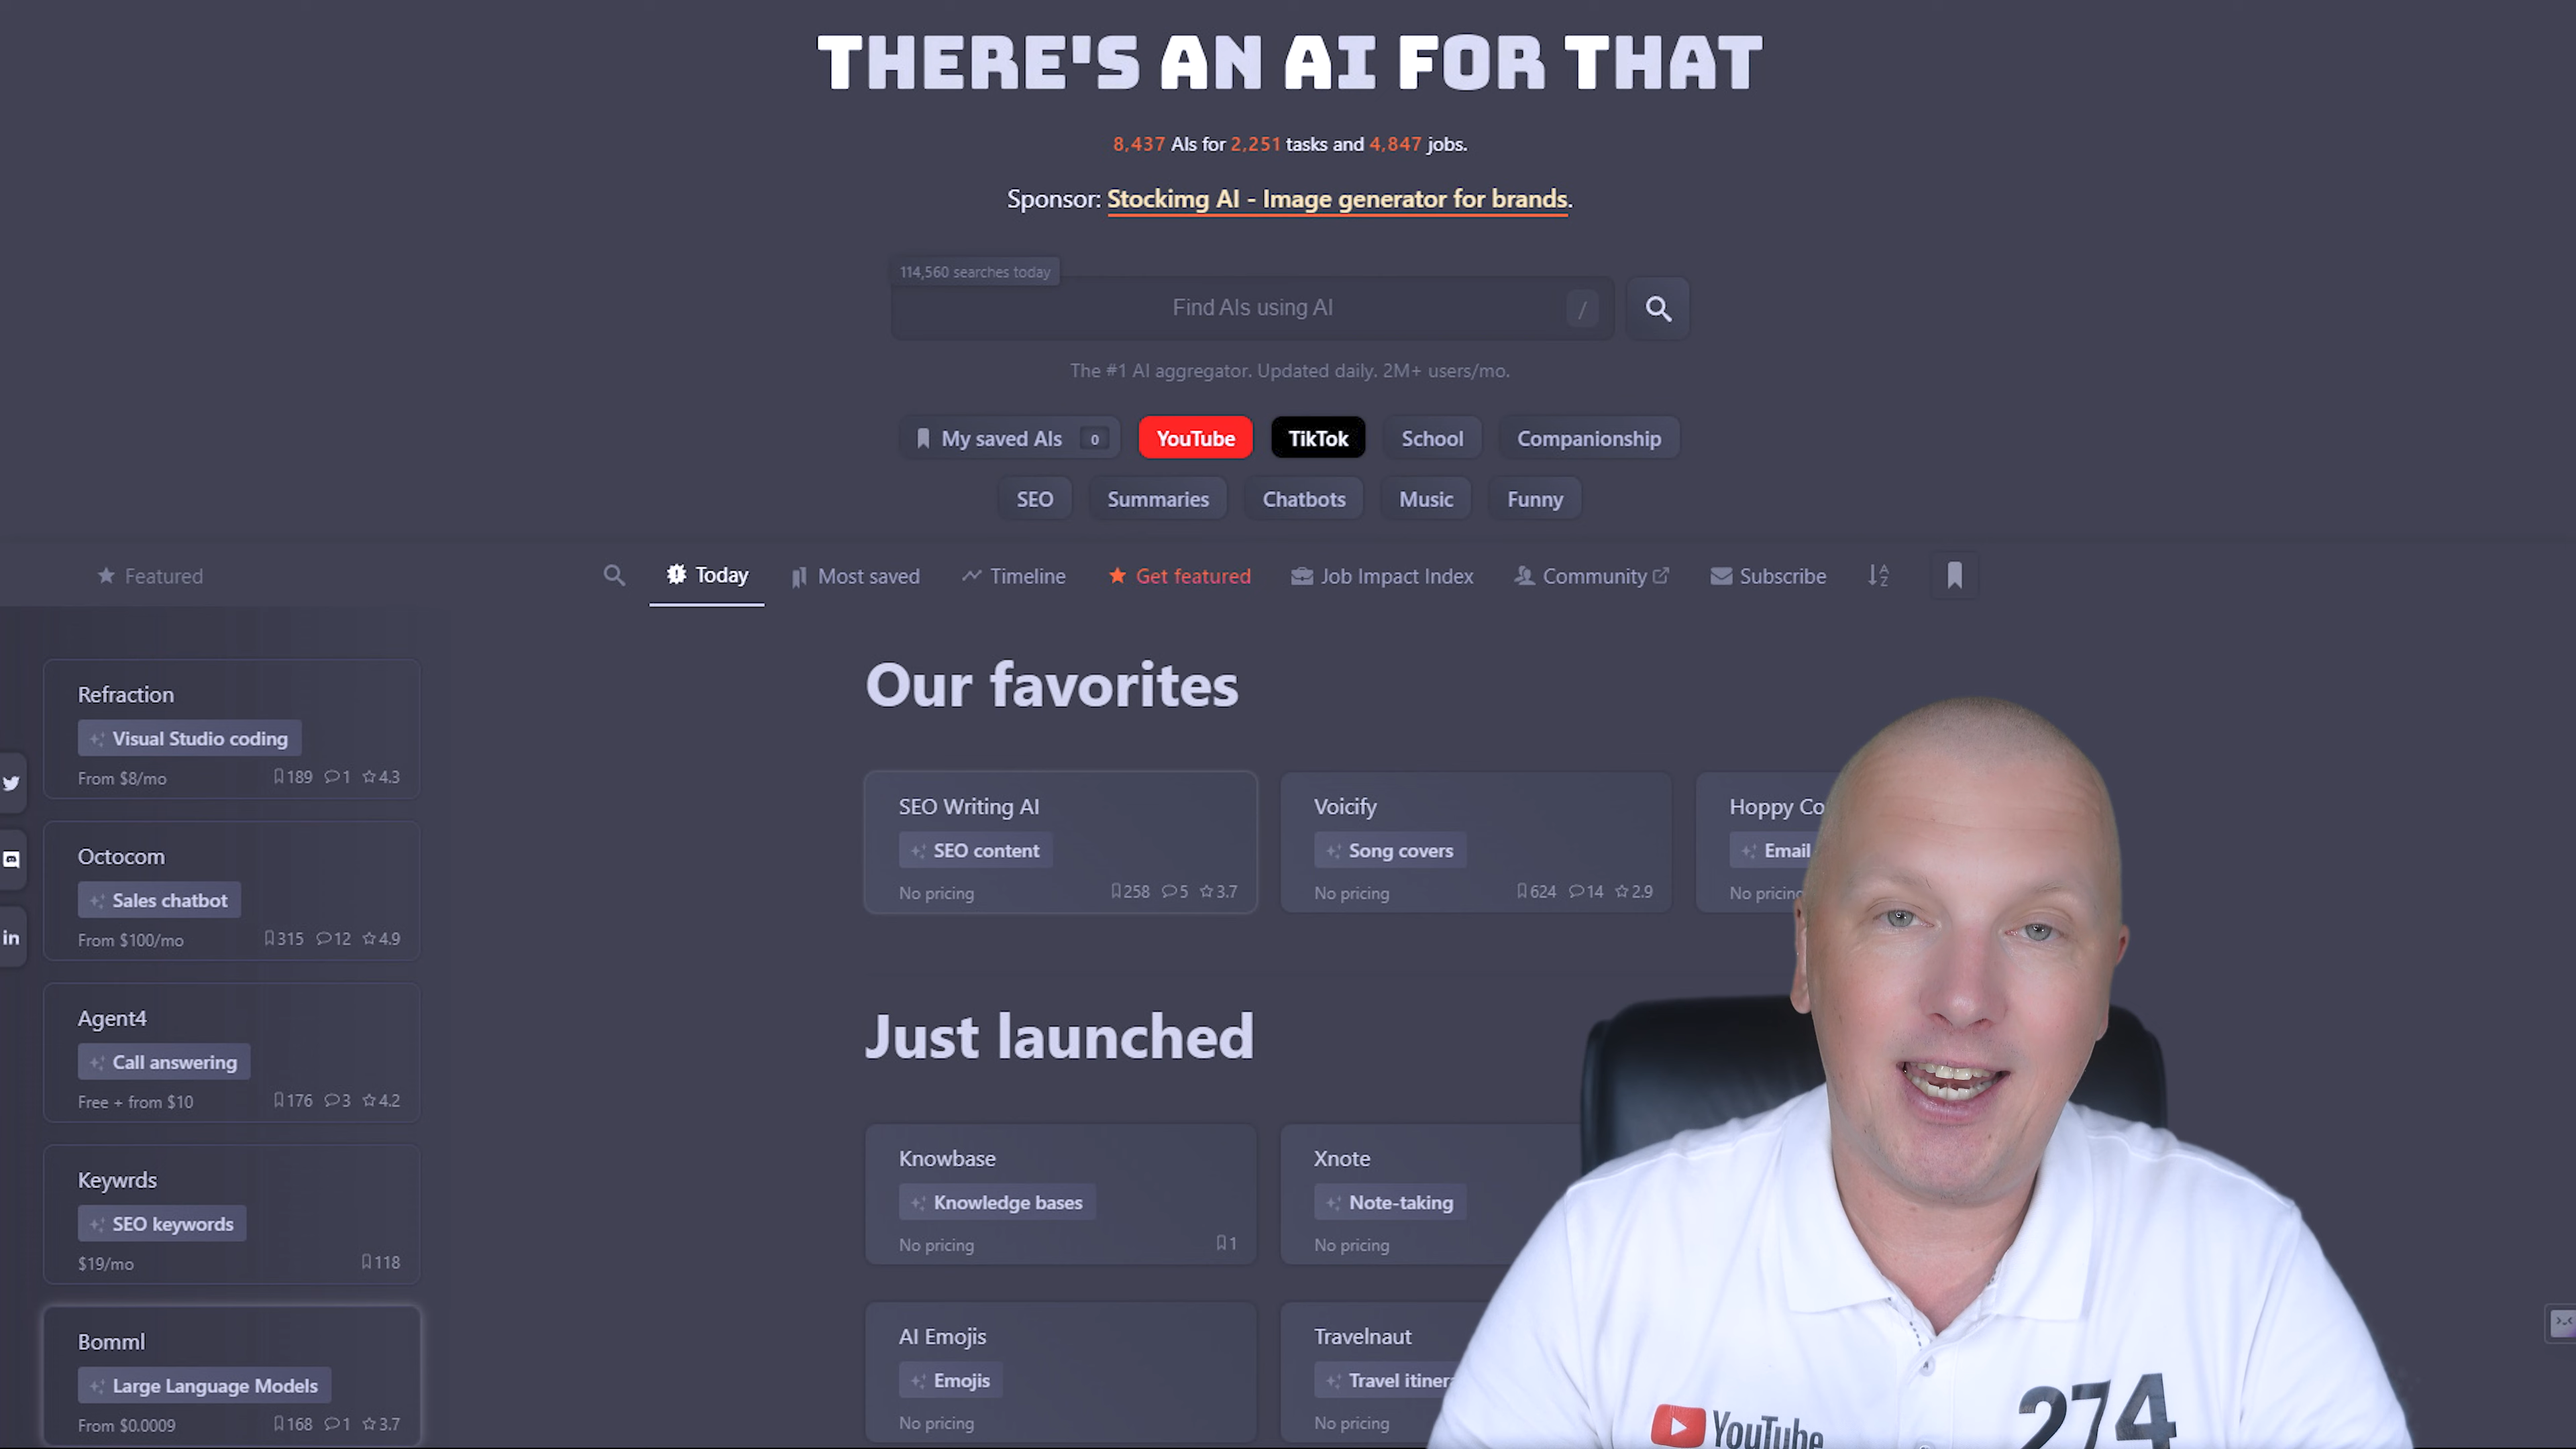 THERE'S AN AI FOR THAT
8,437 AIs for 2,251 tasks and 4,847 jobs.
Sponsor: Stockimg AI - Image generator for brands.
114,560 searches today
Find AIs using AI /
The #1 AI aggregator. Updated daily. 2M+ users/mo.
My saved AIs 0 YouTube TikTok School Companionship
SEO Summaries Chatbots Music Funny
Featured
Today Most saved Timeline Get featured Job Impact Index Community Subscribe
Refraction
Visual Studio coding
From $8/mo 189 1 4.3
Octocom
Sales chatbot
From $100/mo 315 12 4.9
Agent4
Call answering
Free + from $10 176 3 4.2
Keywrds
SEO keywords
$19/mo 118
Bomml
Large Language Models
From $0.0009 168 1 3.7
in
Our favorites
SEO Writing AI
SEO content
No pricing 258 5 3.7
Voicify
Song covers
No pricing 624 14 2.9
Hoppy Co
Email
No pricing
Just launched
Knowbase
Knowledge bases
No pricing 1
Xnote
Note-taking
No pricing
AI Emojis
Emojis
No pricing
Travelnaut
Travel itinera
No pricing
YouTube
274